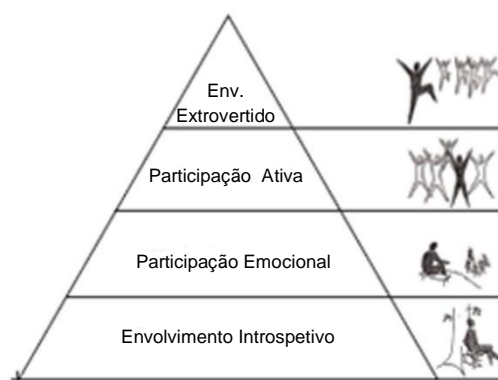 Env.
Extrovertido
Participação Ativa
Participação Emocional
Envolvimento Introspetivo